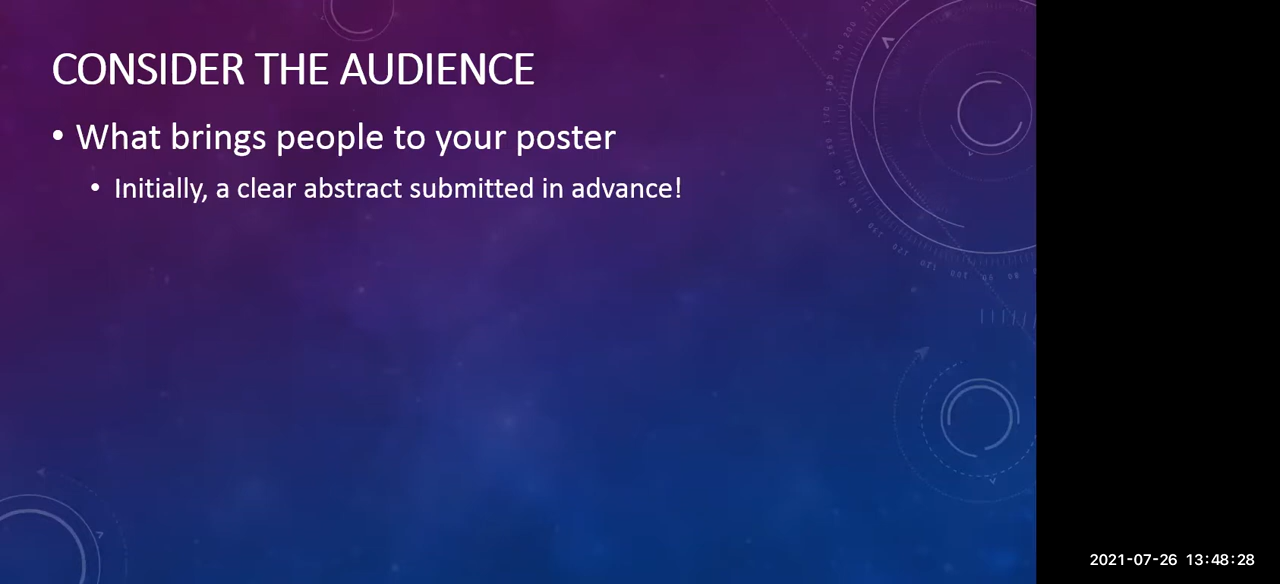 CONSIDER THE AUDIENCE
• What brings people to your poster
• Initially, a clear abstract submitted in advance!
2021-07-26 13:48:28